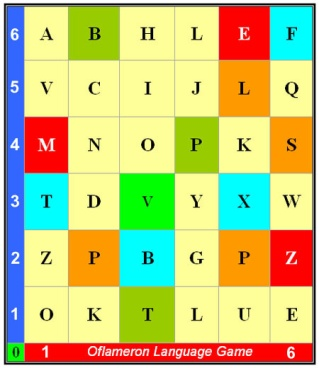 6 A B H L E F
5 V C I J L Q
4 M N O P K S
3 T D V Y X W
2 Z P B G P Z
1 O K T L U E
0 1 Oflameron Language Game 6